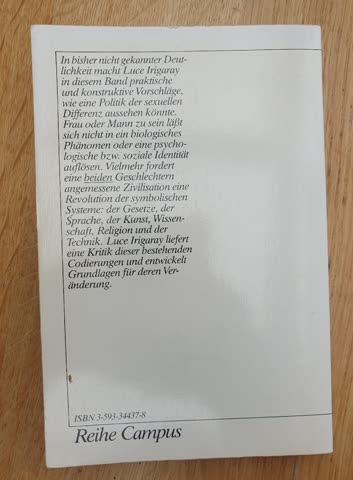 In bisher nicht gekannter Deut-
lichkeit macht Luce Irigaray
in diesem Band praktische
und konstruktive Vorschläge,
wie eine Politik der sexuellen
Differenz aussehen könnte.
Frau oder Mann zu sein läßt
sich nicht in ein biologisches
Phänomen oder eine psycho-
logische bzw. soziale Identität
auflösen. Vielmehr fordert
eine beiden Geschlechtern
angemessene Zivilisation eine
Revolution der symbolischen
Systeme: der Gesetze, der
Sprache, der Kunst, Wissen-
schaft, Religion und der
Technik. Luce Irigaray liefert
eine Kritik dieser bestehenden
Codierungen und entwickelt
Grundlagen für deren Ver-
änderung.
ISBN 3-593-34437-8
Reihe Campus